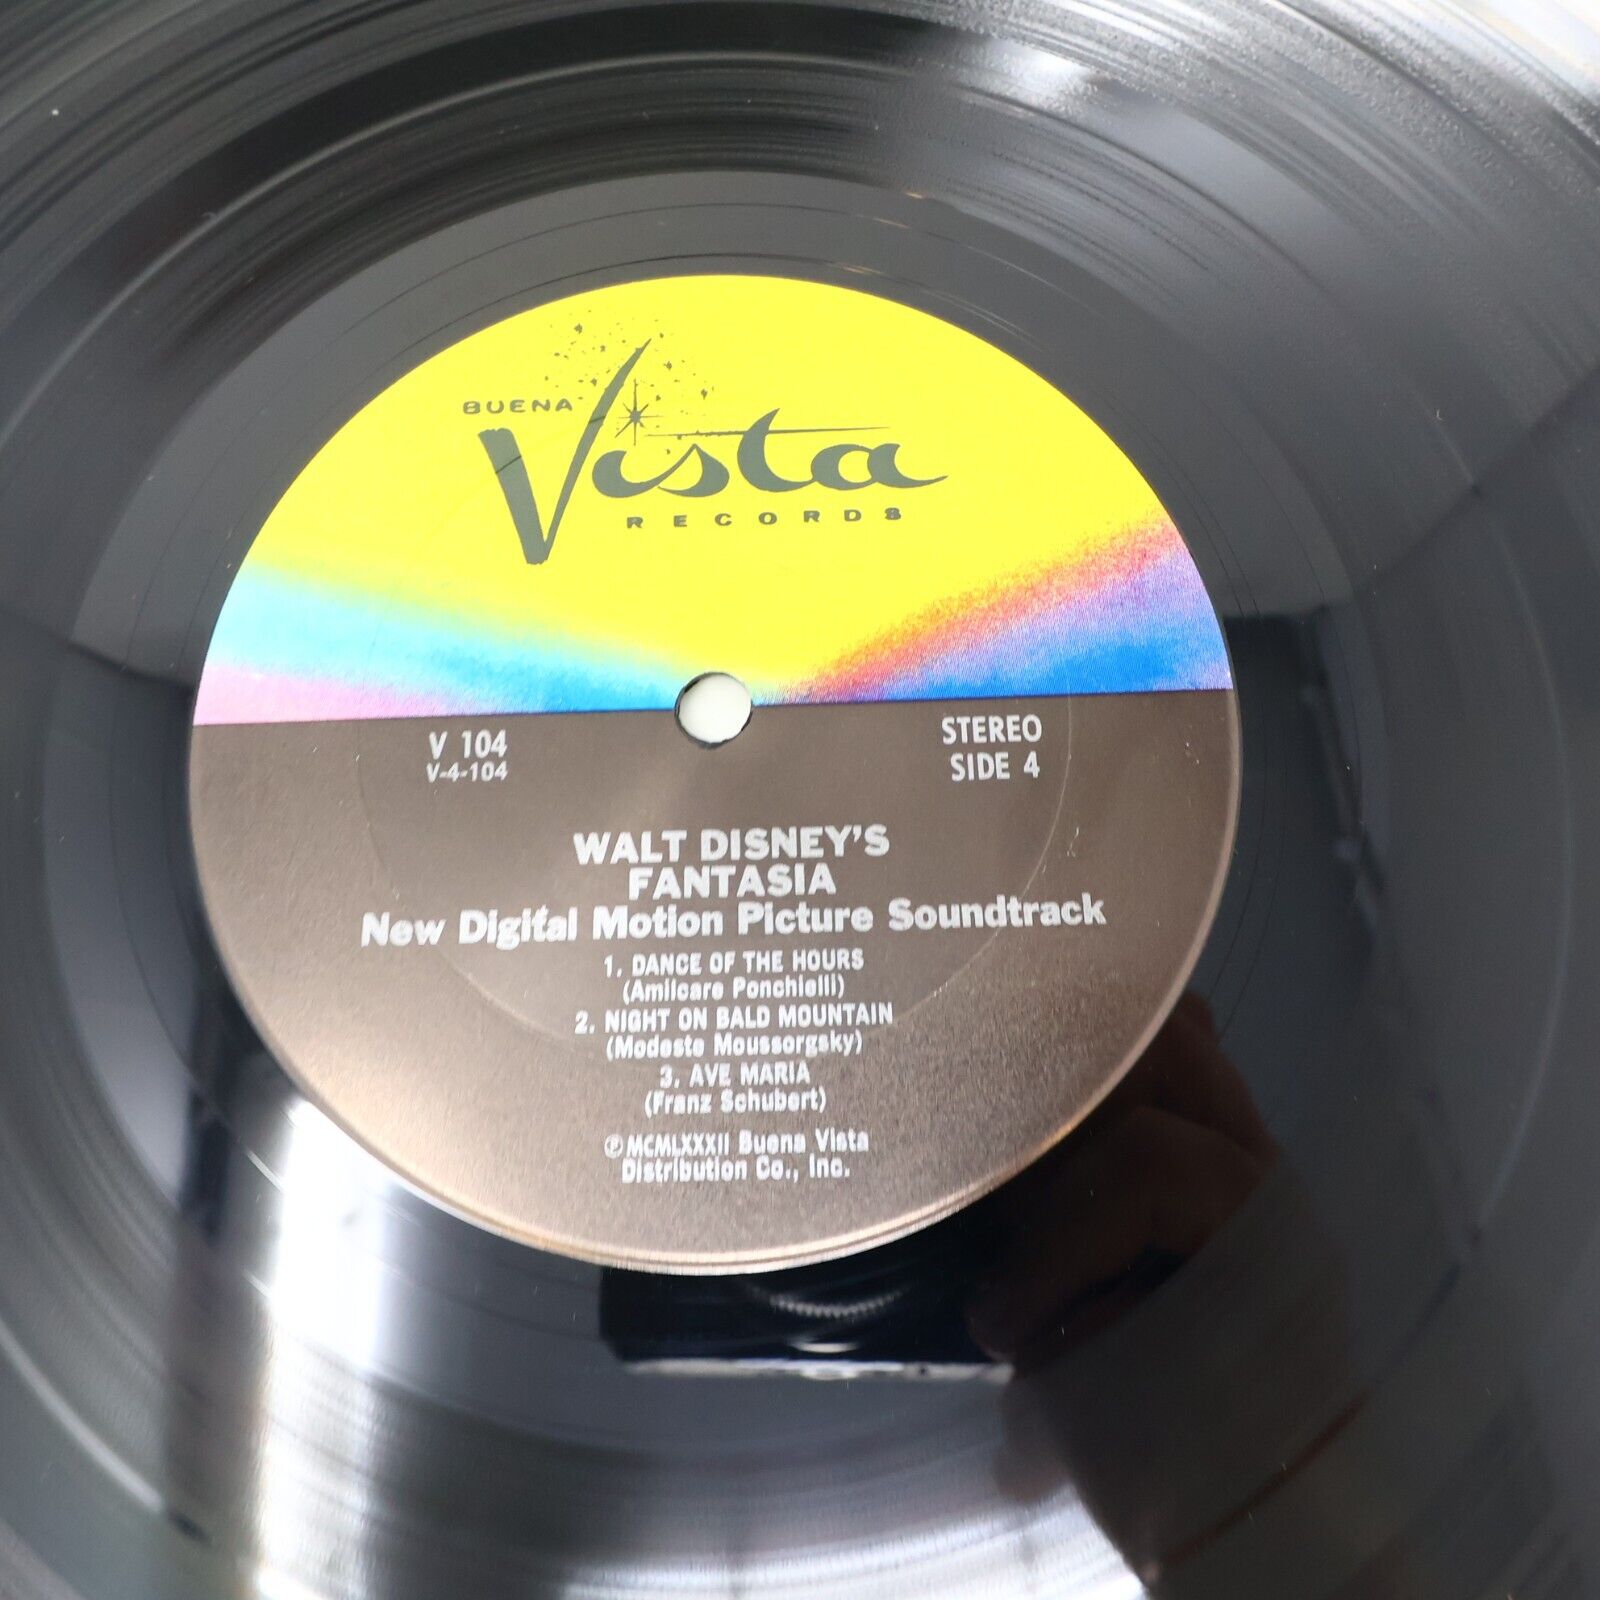 BUENA
Vista
RECORDS
V 104
V-4-104
STEREO
SIDE 4
WALT DISNEY'S
FANTASIA
New Digital Motion Picture Soundtrack
1. DANCE OF THE HOURS
(Amilcare Ponchielli)
2. NIGHT ON BALD MOUNTAIN
(Modeste Moussorgsky)
3. AVE MARIA
(Franz Schubert)
℗ MCMLXXXII Buena Vista
Distribution Co., Inc.